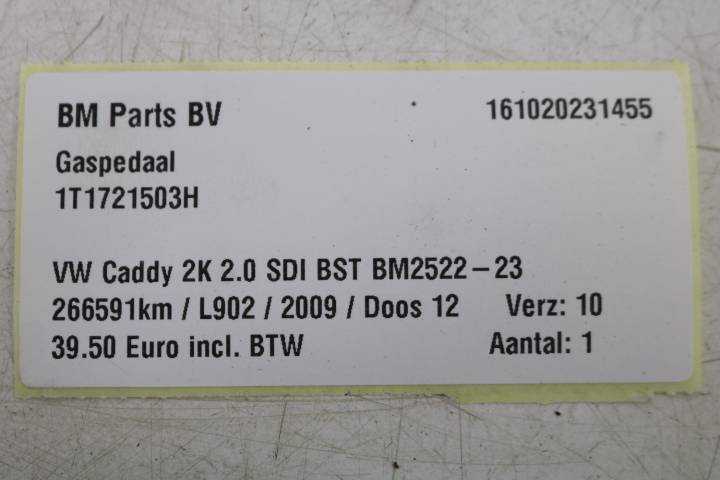 BM Parts BV 161020231455
Gaspedaal
1T1721503H
VW Caddy 2K 2.0 SDI BST BM2522-23
266591km / L902 / 2009 / Doos 12 Verz: 10
39.50 Euro incl. BTW Aantal: 1